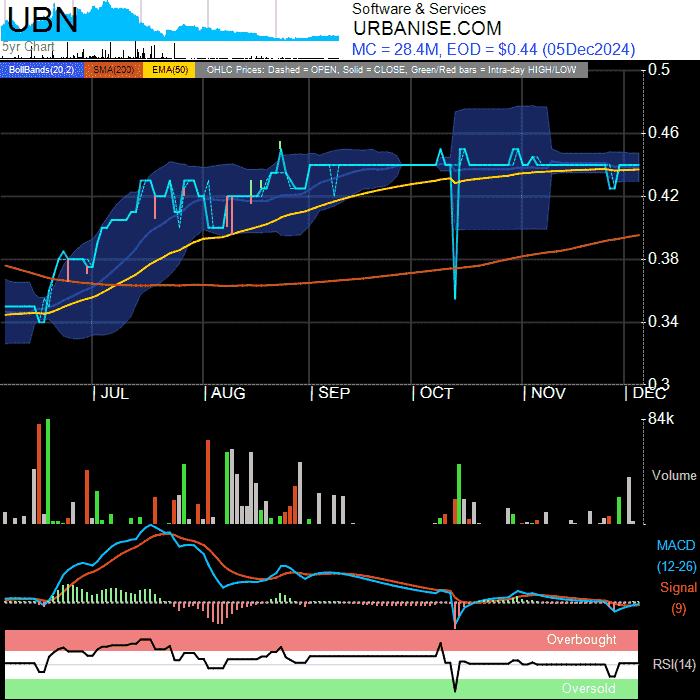 UBN
5yr Chart
Software & Services
URBANISE.COM
MC = 28.4M, EOD = $0.44 (05Dec2024)
BollBands(20,2) SMA(200) EMA(50) OHLC Prices: Dashed = OPEN, Solid = CLOSE, Green/Red bars = Intra-day HIGH/LOW
0.5
0.46
0.42
0.38
0.34
0.3
JUL AUG SEP OCT NOV DEC
84k
Volume
MACD
(12-26)
Signal
(9)
Overbought
RSI(14)
Oversold